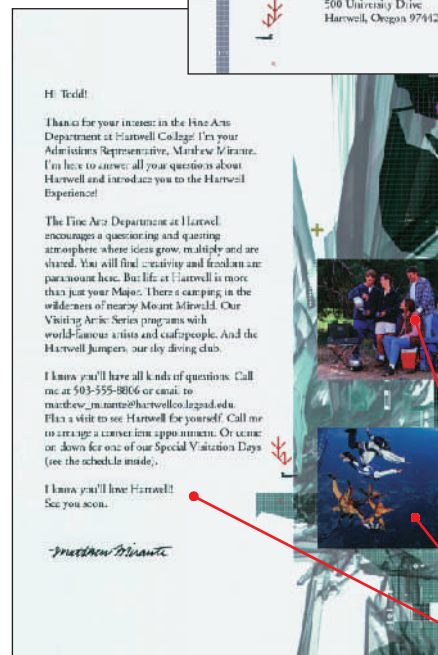 500 University Drive
Hartwell, Oregon 97442
Hi Todd!
Thanks for your interest in the Fine Arts
Department at Hartwell College! I'm your
Admissions Representative, Matthew Mirante.
I'm here to answer all your questions about
Hartwell and introduce you to the Hartwell
Experience!
The Fine Arts Department at Hartwell
encourages a questioning and questing
atmosphere where ideas grow, multiply and are
shared. You will find creativity and freedom are
paramount here. But life at Hartwell is more
than just your Major. There's camping in the
wilderness of nearby Mount Mirwald. Our
Visiting Artist Series programs with
world-famous artists and craftspeople. And the
Hartwell Jumpers, our sky diving club.
I know you'll have all kinds of questions. Call
me at 503-555-8806 or email to
matthew_mirante@hartwellcollegead.edu.
Plan a visit to see Hartwell for yourself. Call me
to arrange a convenient appointment. Or come
on down for one of our Special Visitation Days
(see the schedule inside).
I know you'll love Hartwell!
See you soon.
Matthew Mirante